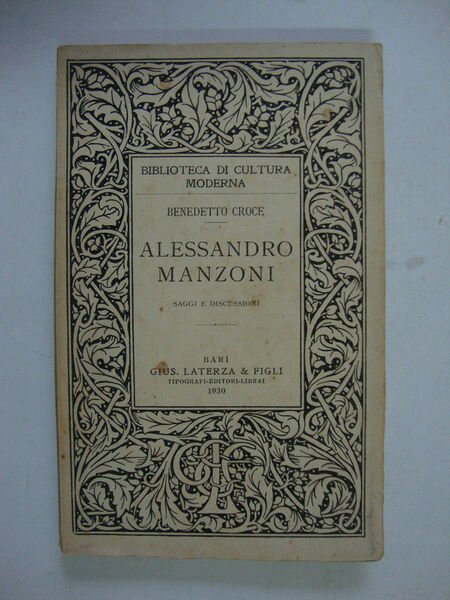 BIBLIOTECA DI CULTURA
MODERNA
BENEDETTO CROCE
ALESSANDRO
MANZONI
SAGGI E DISCUSSIONI
BARI
GIUS. LATERZA & FIGLI
TIPOGRAFI-EDITORI-LIBRAI
1930